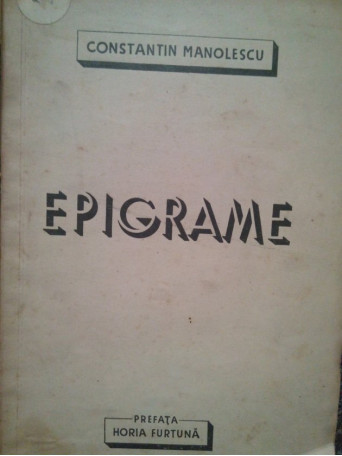 CONSTANTIN MANOLESCU
EPIGRAME
PREFAȚA
HORIA FURTUNĂ